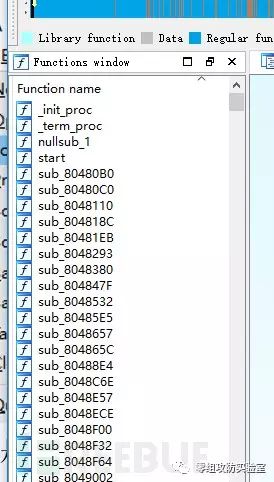 Library function Data Regular fun
Functions window
Function name
_init_proc
_term_proc
nullsub_1
start
sub_80480B0
sub_80480C0
sub_8048110
sub_804818C
sub_80481EB
sub_8048293
sub_8048380
sub_804847F
sub_8048532
sub_80485E5
sub_8048657
sub_804865C
sub_80488E4
sub_8048C6E
sub_8048E57
sub_8048ECE
sub_8048F00
sub_8048F32
sub_8048F64
sub_8049002
零组攻防实验室